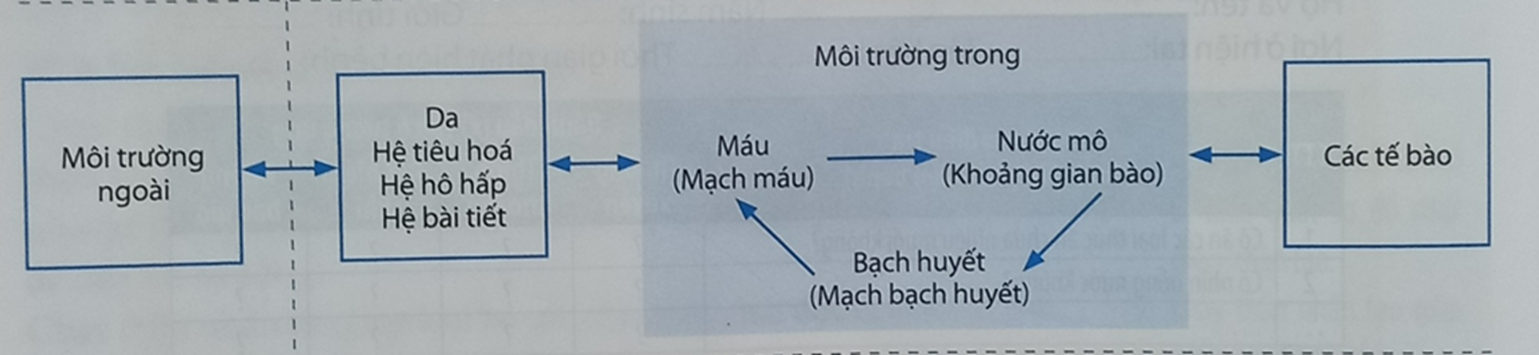 Môi trường
ngoài
Da
Hệ tiêu hoá
Hệ hô hấp
Hệ bài tiết
Môi trường trong
Máu
(Mạch máu)
Nước mô
(Khoảng gian bào)
Bạch huyết
(Mạch bạch huyết)
Các tế bào